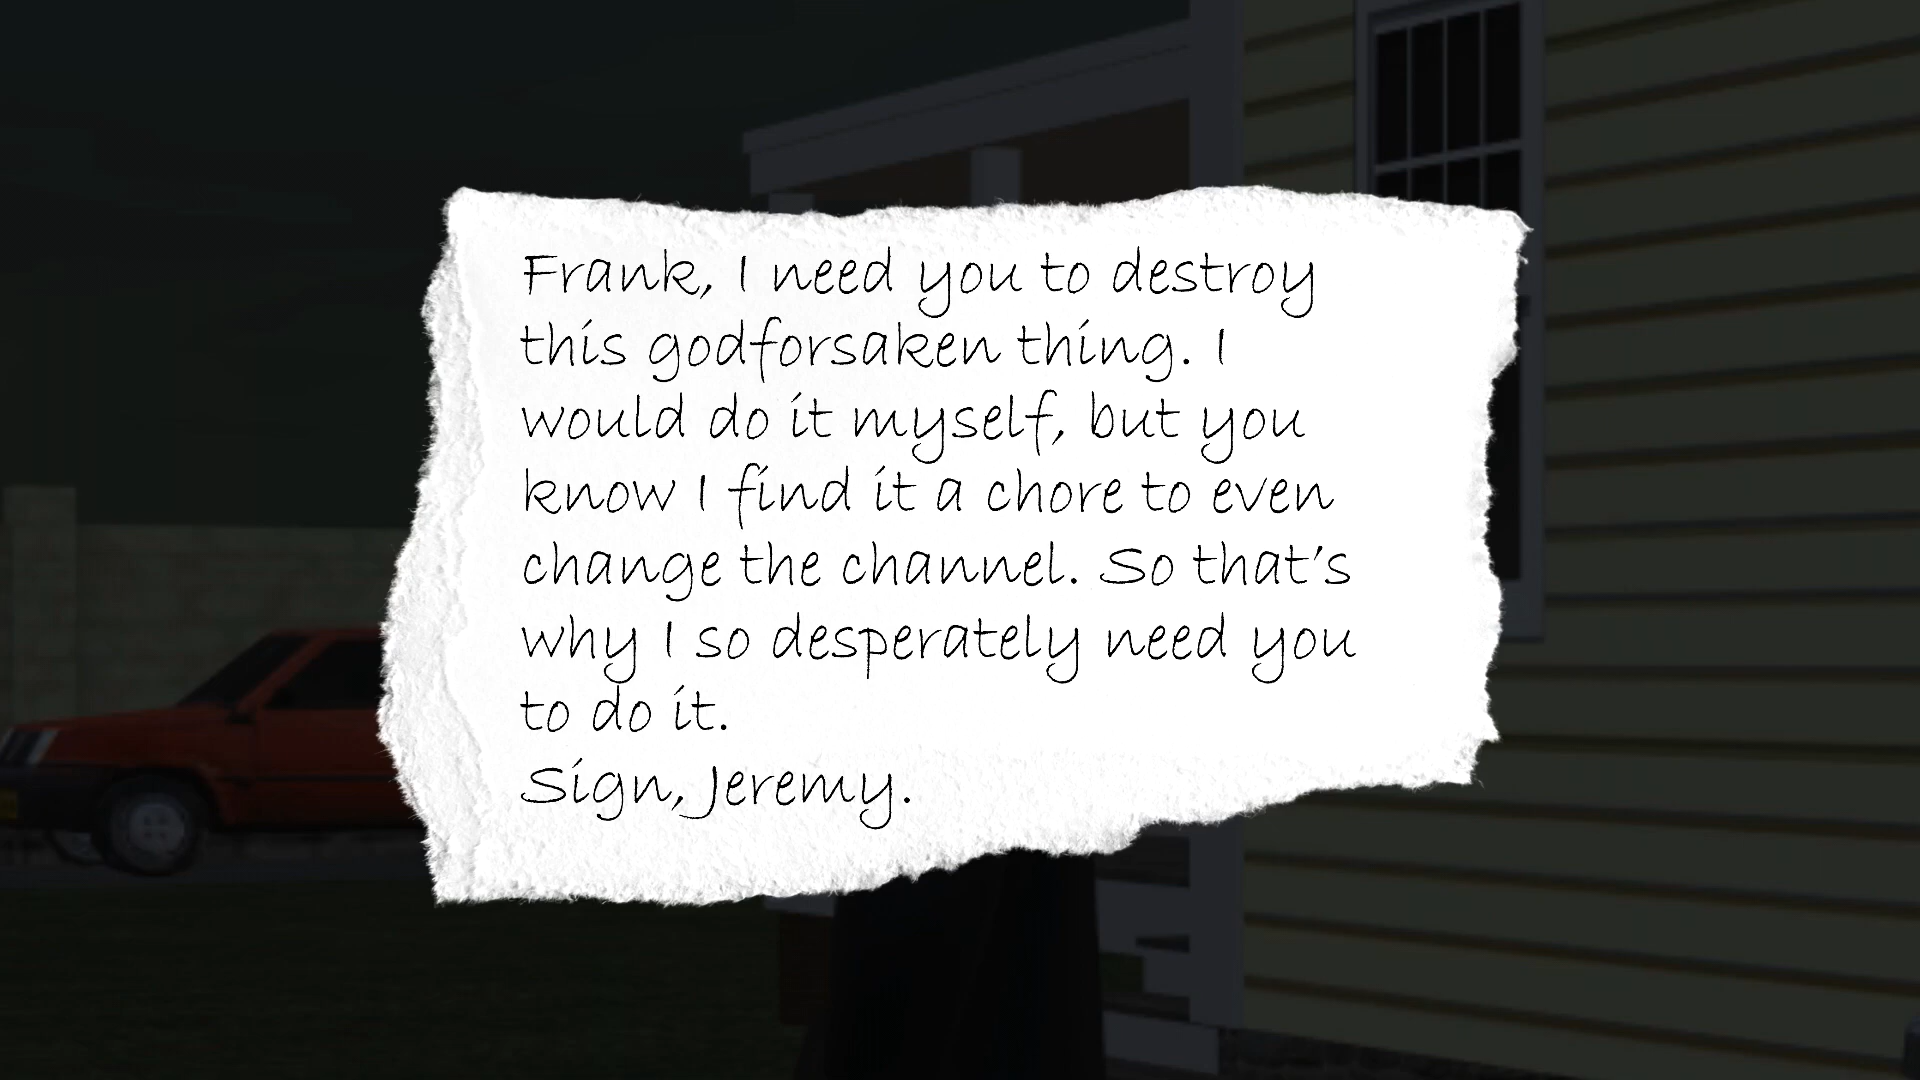 Frank, I need you to destroy
this godforsaken thing. I
would do it myself, but you
know I find it a chore to even
change the channel. So that's
why I so desperately need you
to do it.
Sign, Jeremy.